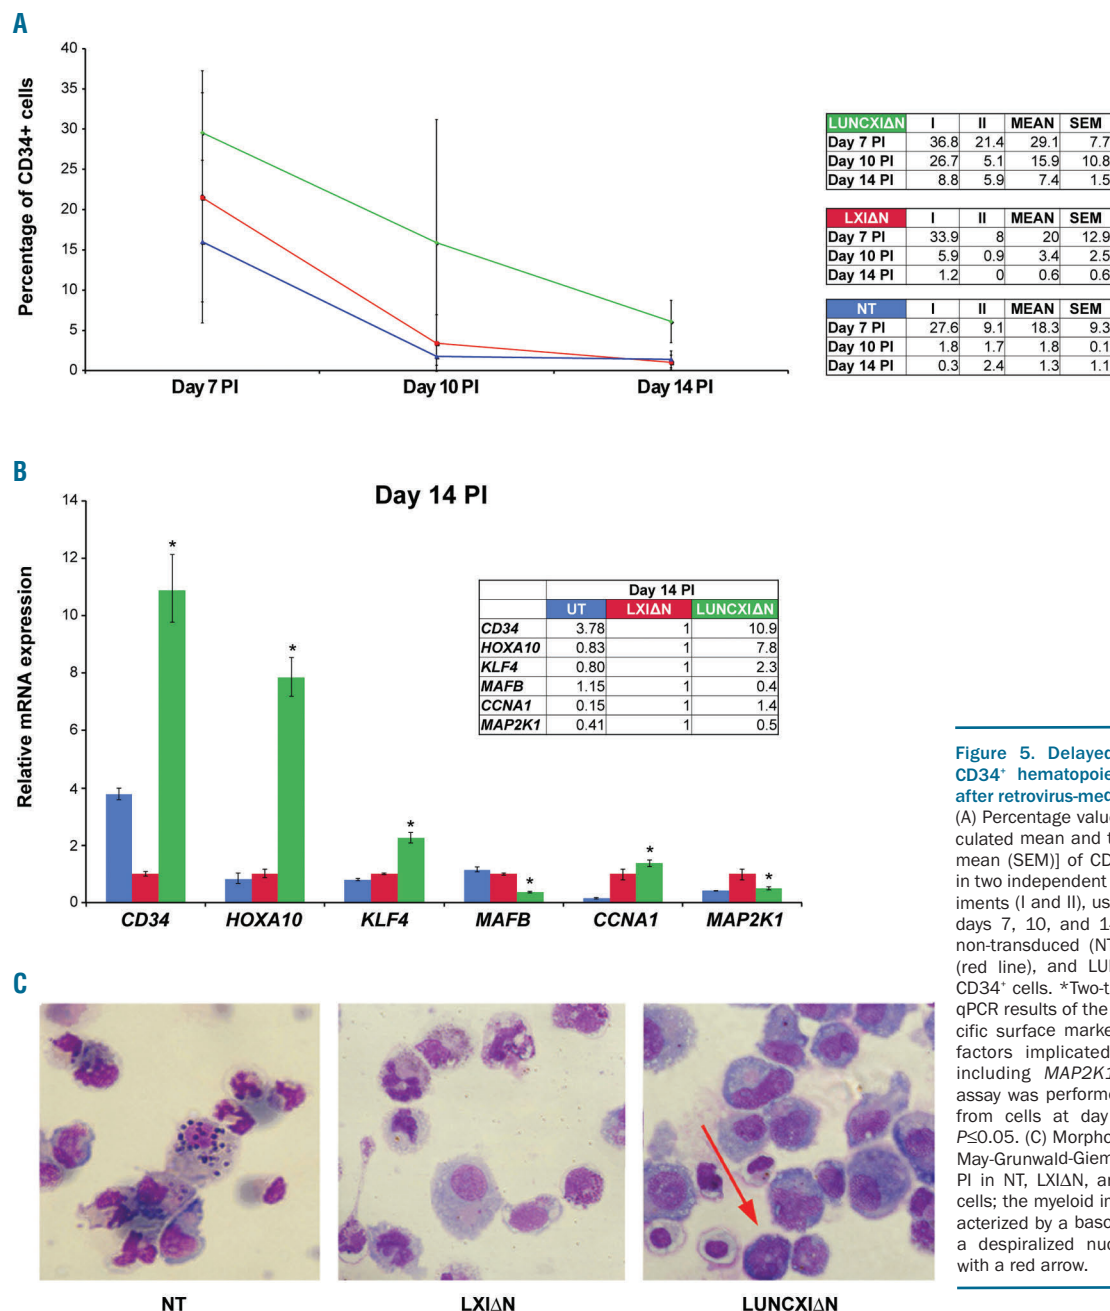 A
40
35
30
25
20
15
10
5
0
Percentage of CD34+ cells
Day 7 PI
Day 10 PI
Day 14 PI
LUNCXIΔN I II MEAN SEM
Day 7 PI 36.8 21.4 29.1 7.7
Day 10 PI 26.7 5.1 15.9 10.8
Day 14 PI 8.8 5.9 7.4 1.5
LXIΔN I II MEAN SEM
Day 7 PI 33.9 8 20 12.9
Day 10 PI 5.9 0.9 3.4 2.5
Day 14 PI 1.2 0 0.6 0.6
NT I II MEAN SEM
Day 7 PI 27.6 9.1 18.3 9.3
Day 10 PI 1.8 1.7 1.8 0.1
Day 14 PI 0.3 2.4 1.3 1.1
B
Day 14 PI
14
12
10
8
6
4
2
0
Relative mRNA expression
*
*
*
*
*
*
CD34
HOXA10
KLF4
MAFB
CCNA1
MAP2K1
Day 14 PI
UT LXIΔN LUNCXIΔN
CD34 3.78 1 10.9
HOXA10 0.83 1 7.8
KLF4 0.80 1 2.3
MAFB 1.15 1 0.4
CCNA1 0.15 1 1.4
MAP2K1 0.41 1 0.5
C
NT
LXIΔN
LUNCXIΔN
Figure 5. Delayed
CD34⁺ hematopoie
after retrovirus-med
(A) Percentage value
culated mean and t
mean (SEM)] of CD
in two independent
iments (I and II), us
days 7, 10, and 14
non-transduced (NT
(red line), and LUN
CD34⁺ cells. *Two-t
qPCR results of the
cific surface marke
factors implicated
including MAP2K1
assay was performe
from cells at day
P≤0.05. (C) Morpho
May-Grunwald-Giem
PI in NT, LXIΔN, an
cells; the myeloid in
acterized by a baso
a despiralized nuc
with a red arrow.